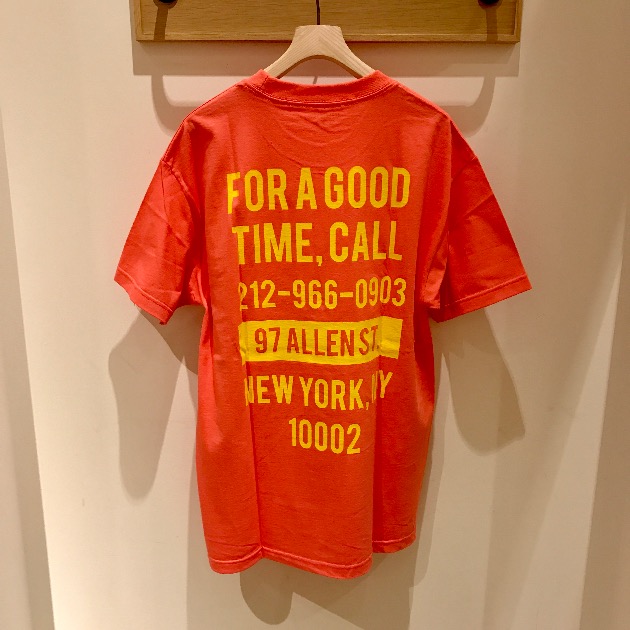 FOR A GOOD
TIME, CALL
212-966-0903
97 ALLEN ST.
NEW YORK, NY
10002